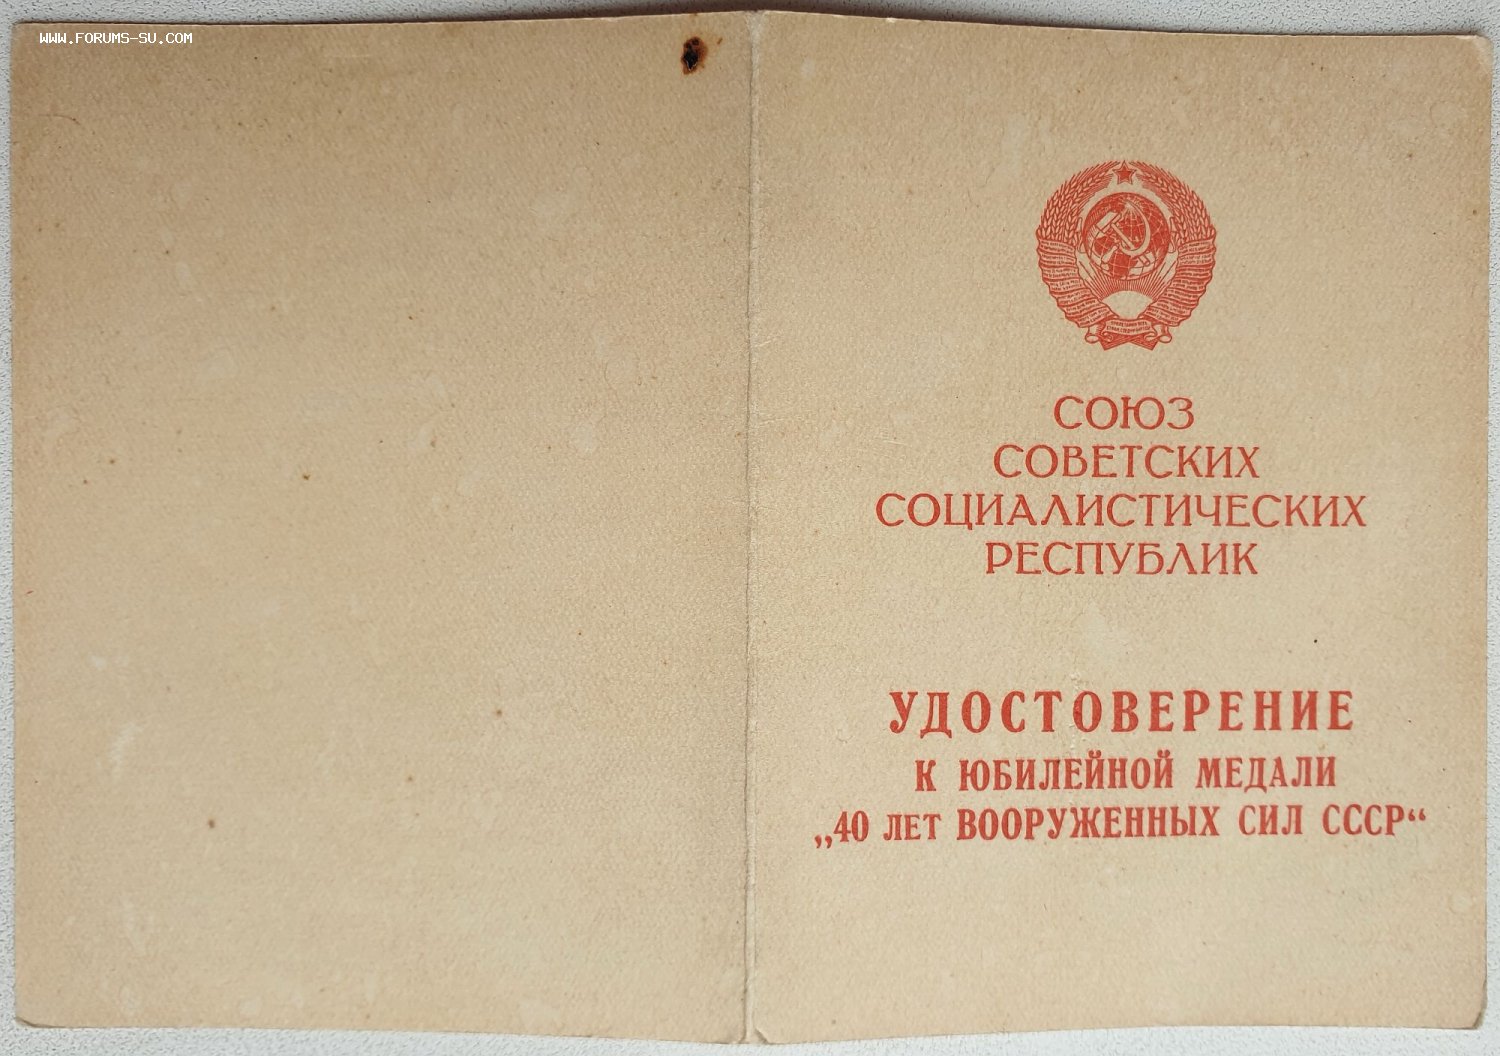 WWW.FORUMS-SU.COM
СОЮЗ
СОВЕТСКИХ
СОЦИАЛИСТИЧЕСКИХ
РЕСПУБЛИК
УДОСТОВЕРЕНИЕ
К ЮБИЛЕЙНОЙ МЕДАЛИ
„40 ЛЕТ ВООРУЖЕННЫХ СИЛ СССР“